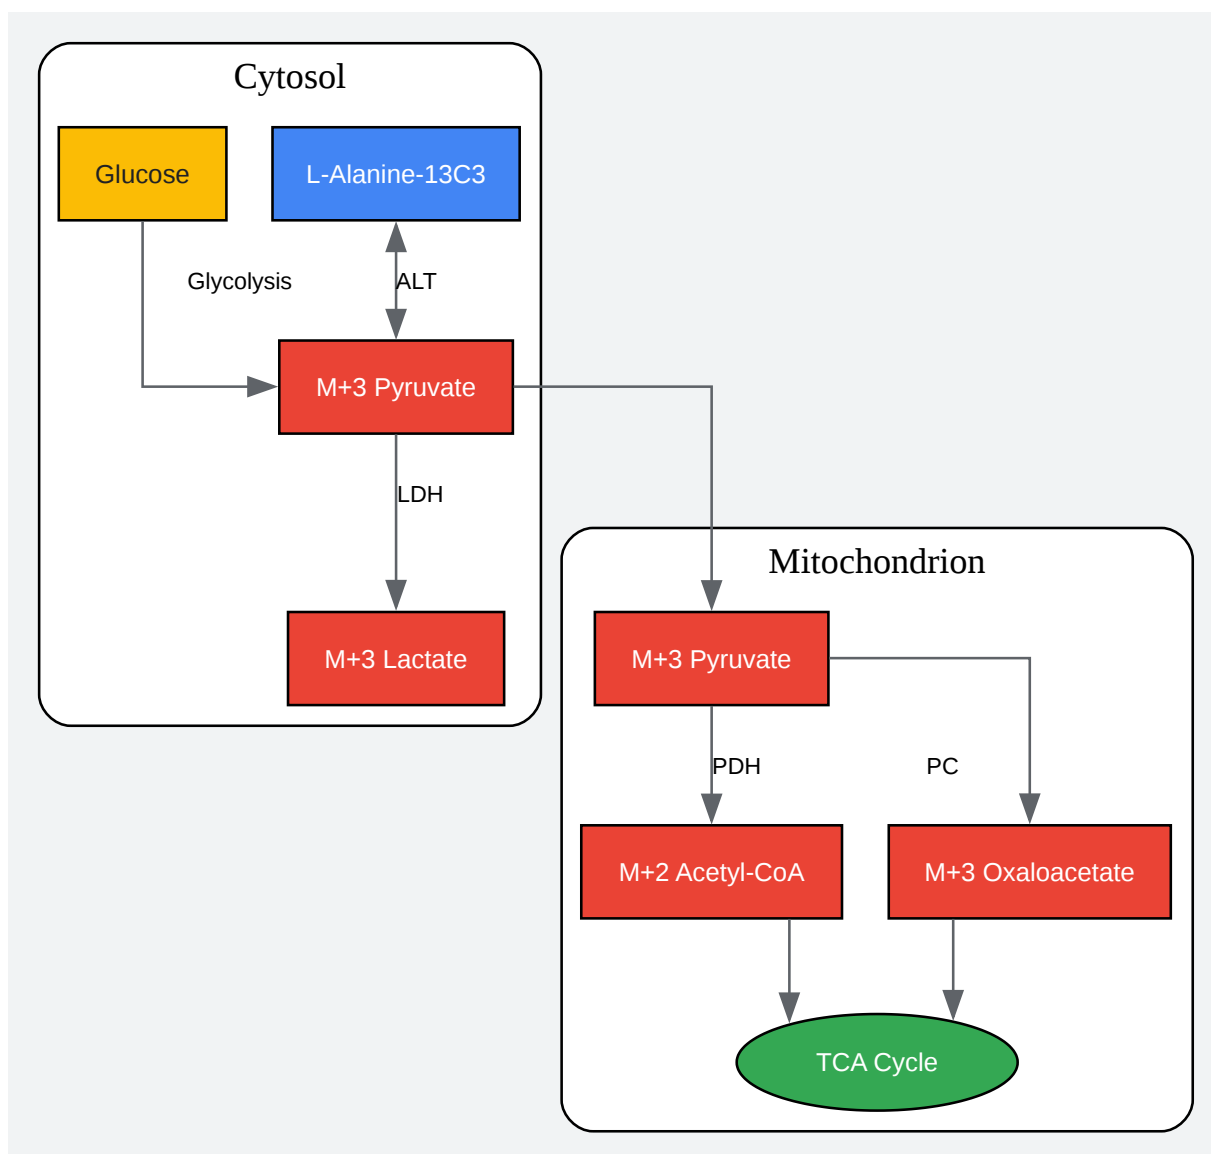 Cytosol
Glucose
L-Alanine-13C3
Glycolysis
ALT
M+3 Pyruvate
LDH
M+3 Lactate
Mitochondrion
M+3 Pyruvate
PDH
PC
M+2 Acetyl-CoA
M+3 Oxaloacetate
TCA Cycle